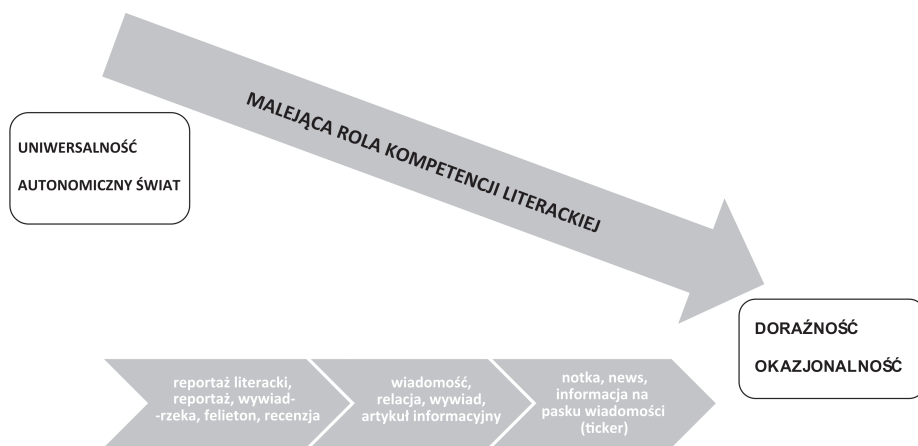 MALEJĄCA ROLA KOMPETENCJI LITERACKIEJ
UNIWERSALNOŚĆ
AUTONOMICZNY ŚWIAT
DORAŹNOŚĆ
OKAZJONALNOŚĆ
reportaż literacki,
reportaż, wywiad-
-rzeka, felieton, recenzja
wiadomość,
relacja, wywiad,
artykuł informacyjny
notka, news,
informacja na
pasku wiadomości
(ticker)